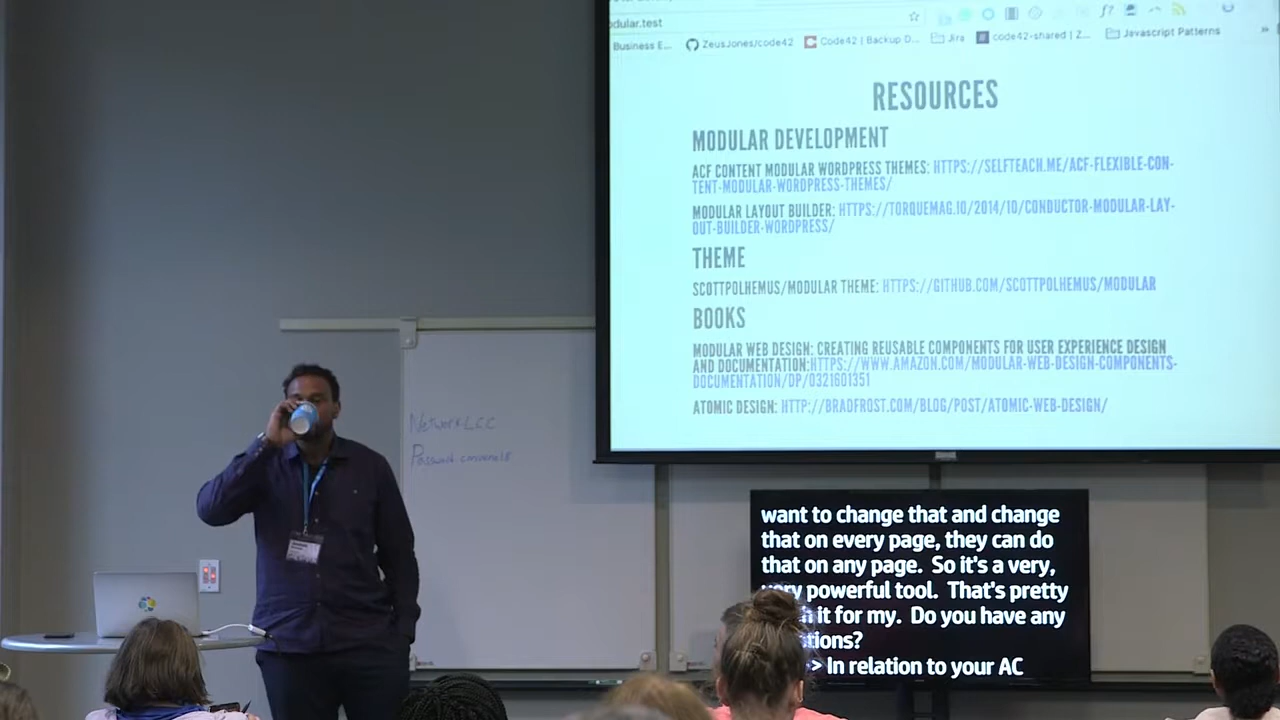 odular.test
Business E...
ZeusJones/code42
Code42 | Backup D...
Jira
code42-shared | Z...
Javascript Patterns
RESOURCES
MODULAR DEVELOPMENT
ACF CONTENT MODULAR WORDPRESS THEMES: HTTPS://SELFTEACH.ME/ACF-FLEXIBLE-CON-
TENT-MODULAR-WORDPRESS-THEMES/
MODULAR LAYOUT BUILDER: HTTPS://TORQUEMAG.IO/2014/10/CONDUCTOR-MODULAR-LAY-
OUT-BUILDER-WORDPRESS/
THEME
SCOTTPOLHEMUS/MODULAR THEME: HTTPS://GITHUB.COM/SCOTTPOLHEMUS/MODULAR
BOOKS
MODULAR WEB DESIGN: CREATING REUSABLE COMPONENTS FOR USER EXPERIENCE DESIGN
AND DOCUMENTATION:HTTPS://WWW.AMAZON.COM/MODULAR-WEB-DESIGN-COMPONENTS-
DOCUMENTATION/DP/0321601351
ATOMIC DESIGN: HTTP://BRADFROST.COM/BLOG/POST/ATOMIC-WEB-DESIGN/
Network LCC
want to change that and change
that on every page, they can do
that on any page. So it's a very,
very powerful tool. That's pretty
it for my. Do you have any
tions?
> In relation to your AC